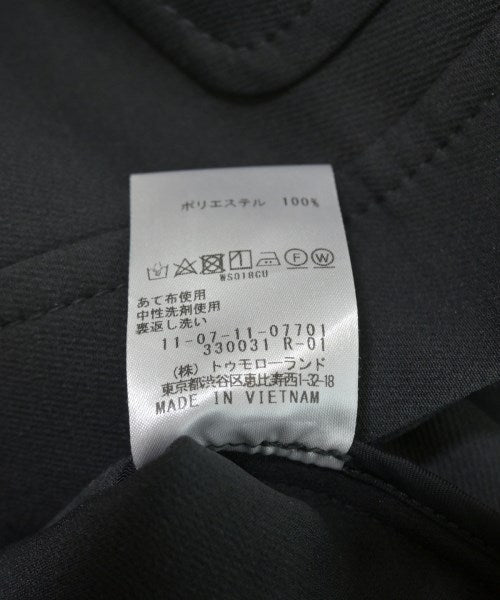 ポリエステル 100%
F W
WS018GU
あて布使用
中性洗剤使用
裏返し洗い
11-07-11-07701
330031 R-01
(株) トゥモローランド
東京都渋谷区恵比寿西1-32-18
MADE IN VIETNAM